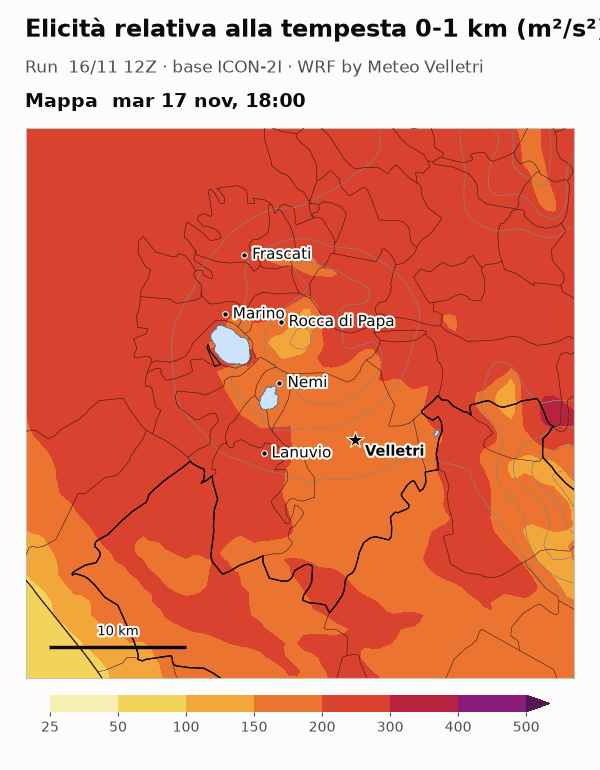 Elicità relativa alla tempesta 0-1 km (m²/s²)
Run  16/11 12Z · base ICON-2I · WRF by Meteo Velletri
Mappa  mar 17 nov, 18:00
Frascati
Marino
Rocca di Papa
Nemi
Velletri
Lanuvio
10 km
25 50 100 150 200 300 400 500